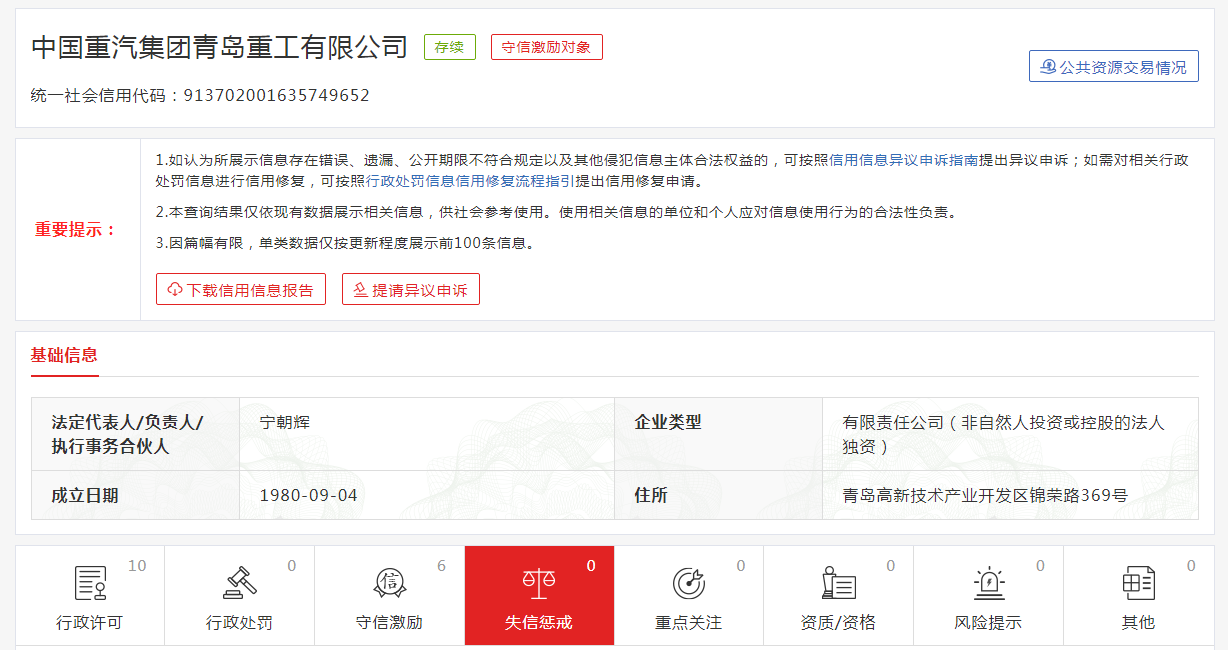 中国重汽集团青岛重工有限公司 存续 守信激励对象
公共资源交易情况
统一社会信用代码：913702001635749652
重要提示：
1.如认为所展示信息存在错误、遗漏、公开期限不符合规定以及其他侵犯信息主体合法权益的，可按照信用信息异议申诉指南提出异议申诉；如需对相关行政
处罚信息进行信用修复，可按照行政处罚信息信用修复流程指引提出信用修复申请。
2.本查询结果仅依现有数据展示相关信息，供社会参考使用。使用相关信息的单位和个人应对信息使用行为的合法性负责。
3.因篇幅有限，单类数据仅按更新程度展示前100条信息。
下载信用信息报告 提请异议申诉
基础信息
法定代表人/负责人/
执行事务合伙人
宁朝辉
企业类型
有限责任公司（非自然人投资或控股的法人
独资）
成立日期 1980-09-04 住所 青岛高新技术产业开发区锦荣路369号
10 0 6 0 0 0 0 0
信
行政许可 行政处罚 守信激励 失信惩戒 重点关注 资质/资格 风险提示 其他